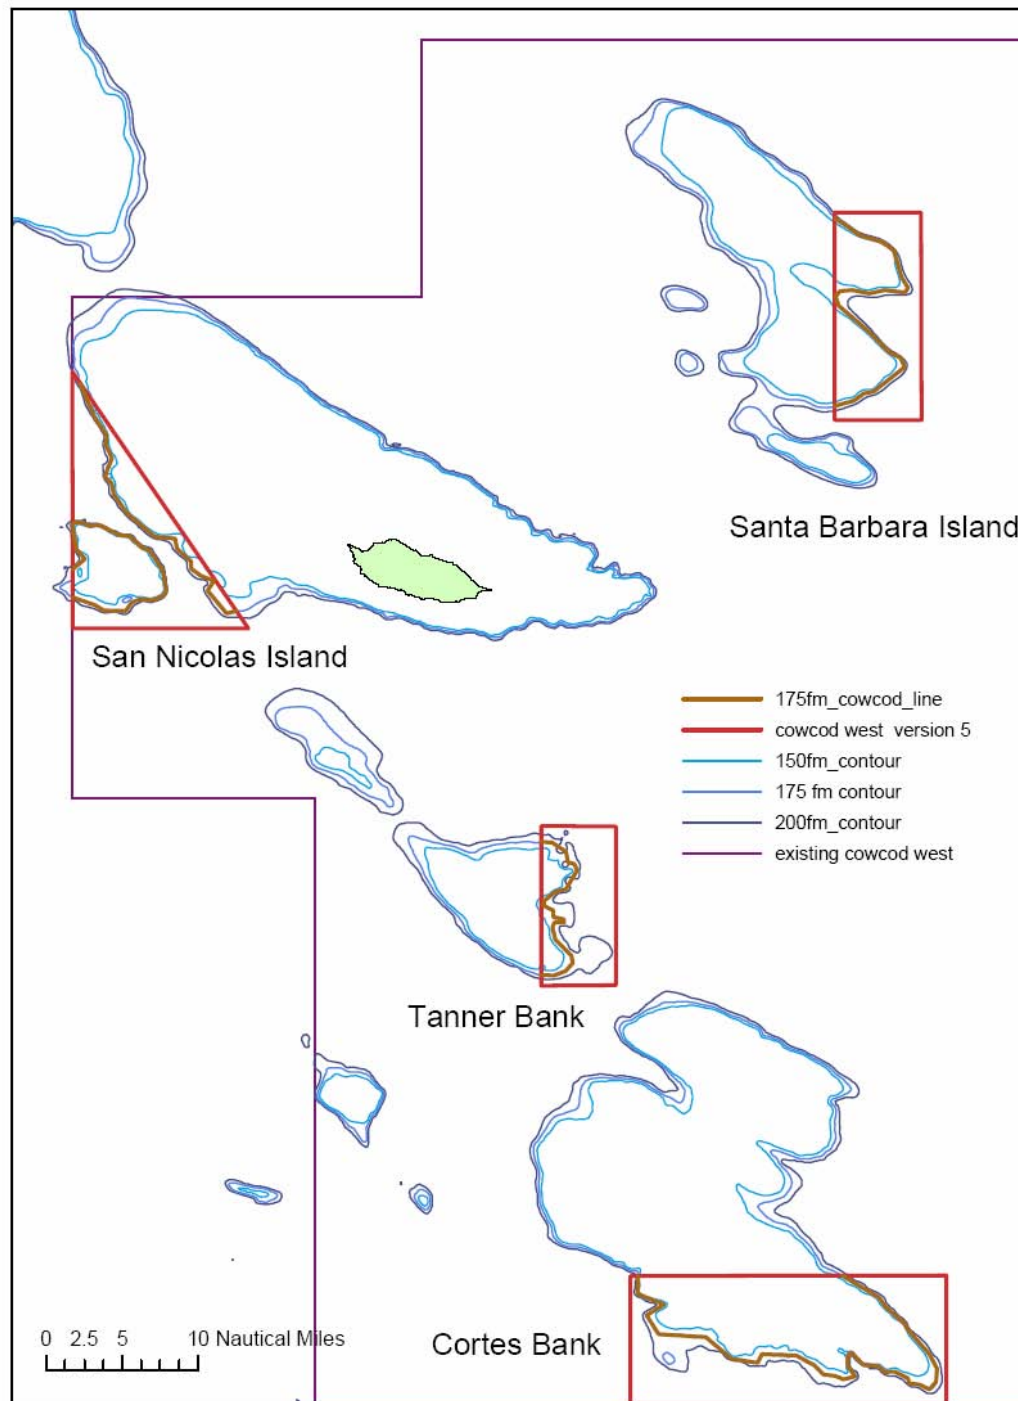 Santa Barbara Island
San Nicolas Island
175fm_cowcod_line
cowcod west version 5
150fm_contour
175 fm contour
200fm_contour
existing cowcod west
Tanner Bank
0 2.5 5 10 Nautical Miles
Cortes Bank